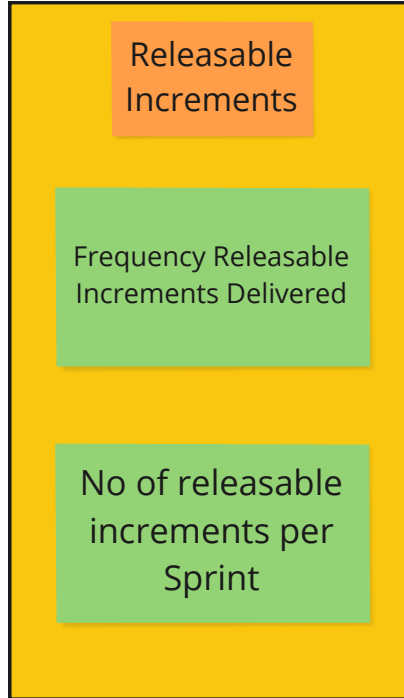 Releasable
Increments
Frequency Releasable
Increments Delivered
No of releasable
increments per
Sprint